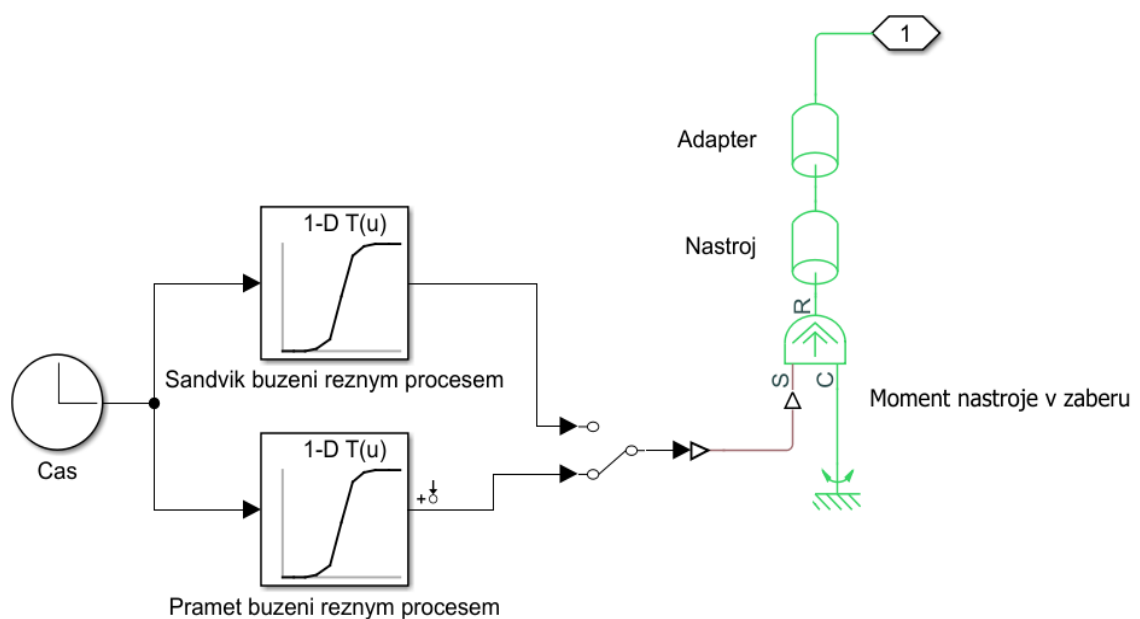 1
Adapter
1-D T(u)
Nastroj
R
Sandvik buzeni reznym procesem
S
C
Moment nastroje v zaberu
Cas
1-D T(u)
+
Pramet buzeni reznym procesem